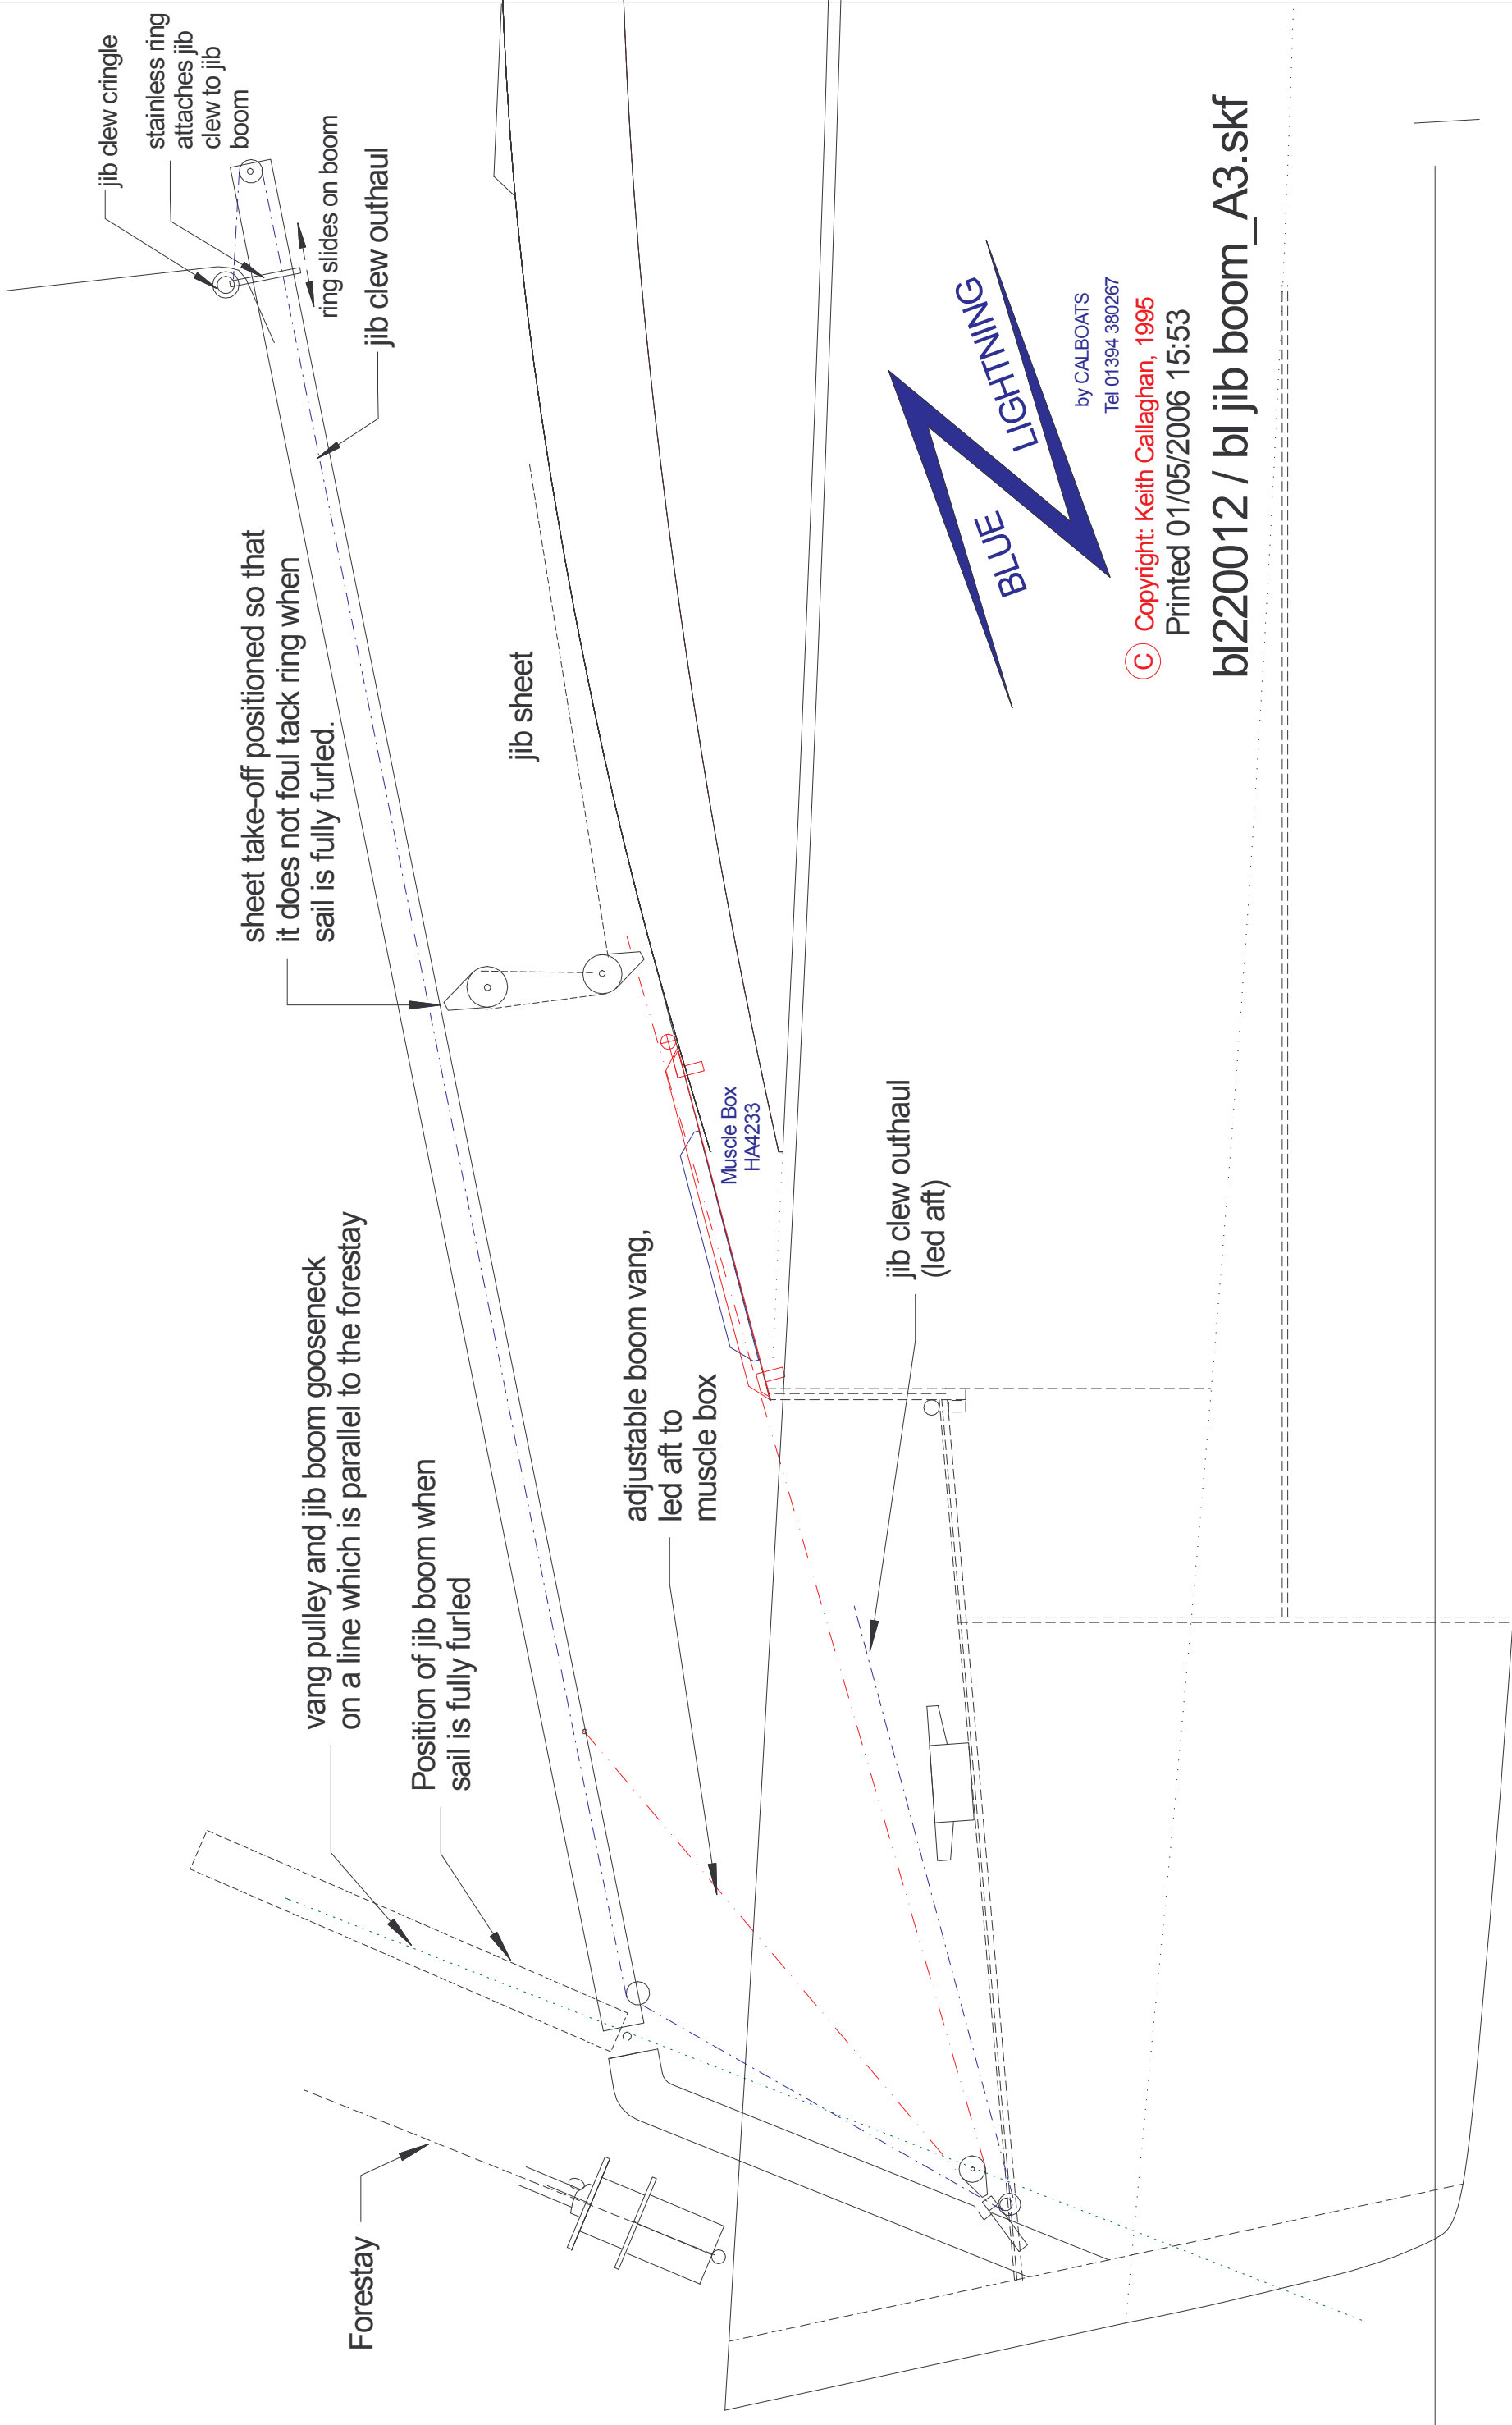 jib clew cringle
stainless ring
attaches jib
clew to jib
boom
ring slides on boom
jib clew outhaul
sheet take-off positioned so that
it does not foul tack ring when
sail is fully furled.
jib sheet
vang pulley and jib boom gooseneck
on a line which is parallel to the forestay
Position of jib boom when
sail is fully furled
Forestay
adjustable boom vang,
led aft to
muscle box
Muscle Box
HA4233
jib clew outhaul
(led aft)
BLUE LIGHTNING
by CALBOATS
Tel 01394 380267
C Copyright: Keith Callaghan, 1995
Printed 01/05/2006 15:53
bl220012 / bl jib boom_A3.skf